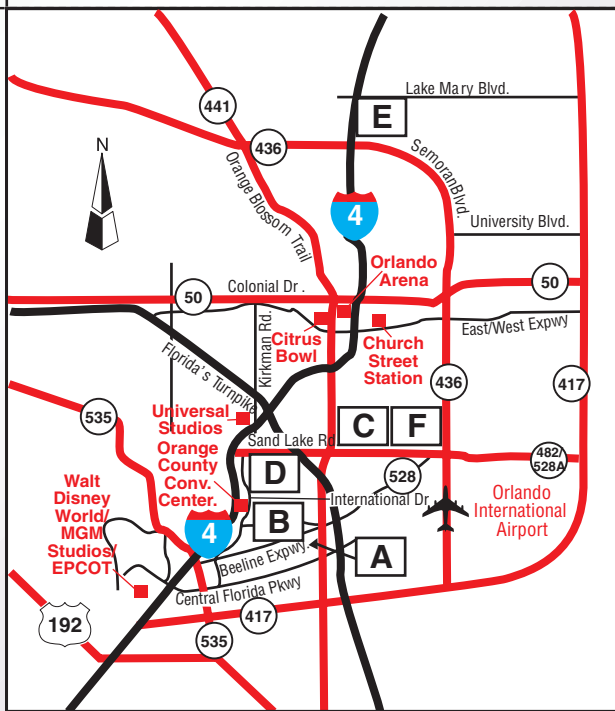 Lake Mary Blvd.
E
441
436
N
Semoran Blvd.
Orange Blossom Trail
4
University Blvd.
Orlando
Arena
Colonial Dr.
50
50
East/West Expwy
Kirkman Rd.
Citrus
Bowl
Church
Street
Station
Florida's Turnpike
436
417
535
Universal
Studios
C
F
Sand Lake Rd
Orange
County
Conv.
Center.
D
482/
528A
528
Walt
Disney
World/
MGM
Studios/
EPCOT
International Dr
Orlando
International
Airport
4
B
A
Beeline Expwy.
Central Florida Pkwy
417
192
535